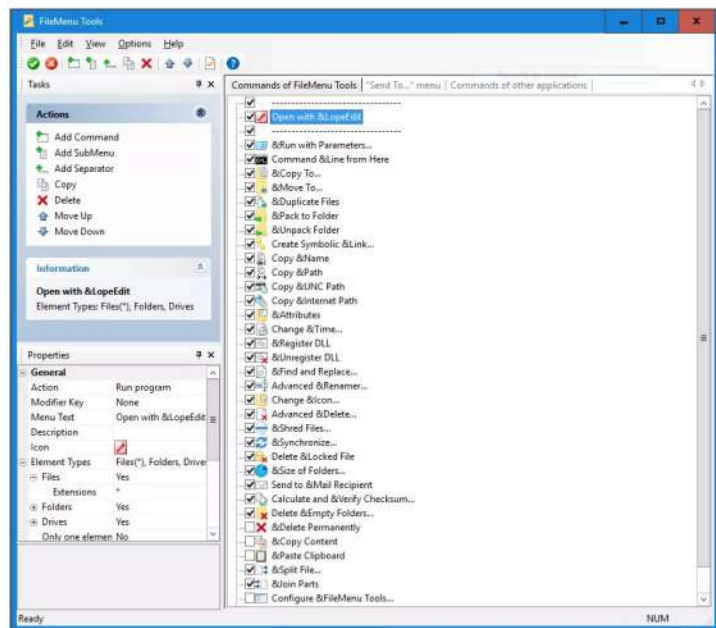 FileMenu Tools
File Edit View Options Help
Tasks
Actions
Add Command
Add SubMenu
Add Separator
Copy
Delete
Move Up
Move Down
Information
Open with &LopeEdit
Element Types: Files(*), Folders, Drives
Properties
General
Action Run program
Modifier Key None
Menu Text Open with &LopeEdit
Description
Icon
Element Types Files(*), Folders, Drive
Files Yes
Extensions *
Folders Yes
Drives Yes
Only one elemen No
Commands of FileMenu Tools "Send To..." menu Commands of other applications
--------------------------------
Open with &LopeEdit
--------------------------------
&Run with Parameters...
Command &Line from Here
&Copy To...
&Move To...
&Duplicate Files
&Pack to Folder
&Unpack Folder
Create Symbolic &Link...
Copy &Name
Copy &Path
Copy &UNC Path
Copy &Internet Path
&Attributes
Change &Time...
&Register DLL
&Unregister DLL
&Find and Replace...
Advanced &Renamer...
Change &Icon...
Advanced &Delete...
&Shred Files...
&Synchronize...
Delete &Locked File
&Size of Folders...
Send to &Mail Recipient
Calculate and &Verify Checksum...
Delete &Empty Folders...
&Delete Permanently
&Copy Content
&Paste Clipboard
&Split File...
&Join Parts
Configure &FileMenu Tools...
Ready NUM